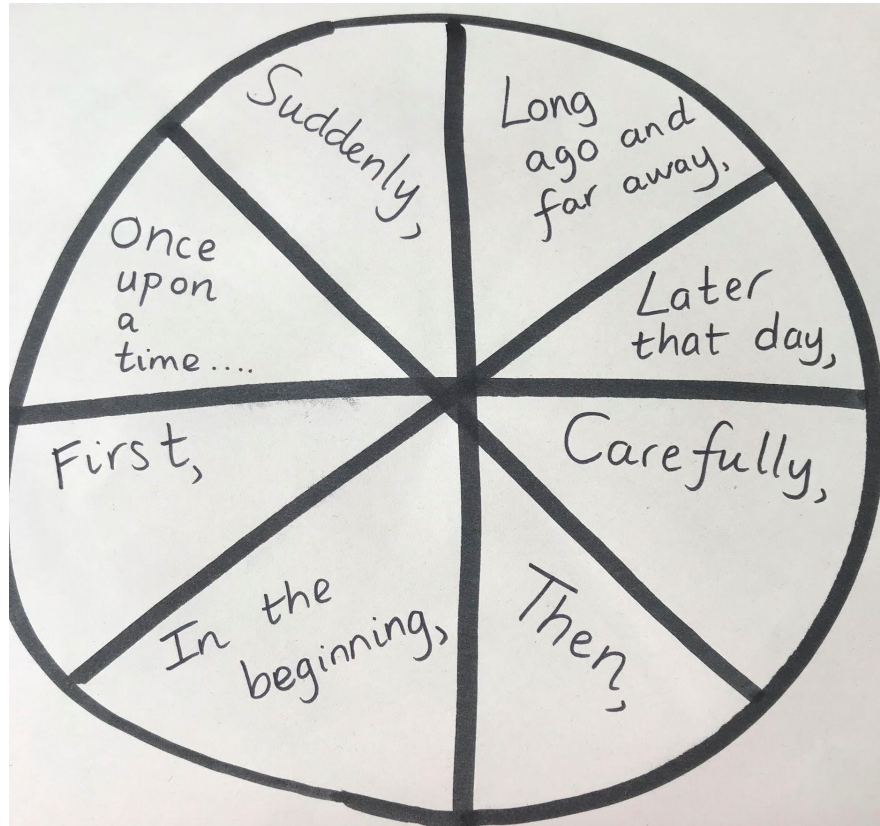 Suddenly,
Long
ago and
far away,
Later
that day,
Carefully,
Then,
In the
beginning,
First,
Once
upon
a
time....